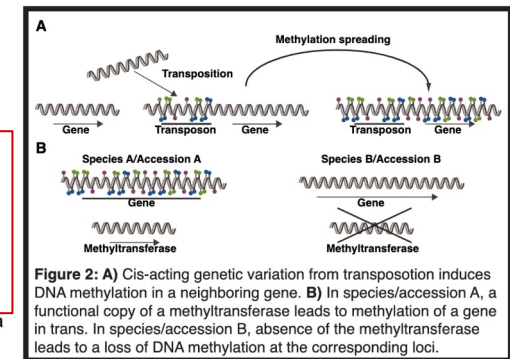 A
Methylation spreading
Transposition
Gene
Transposon
Gene
Transposon
Gene
B
Species A/Accession A
Species B/Accession B
Gene
Gene
Methyltransferase
Methyltransferase
Figure 2: A) Cis-acting genetic variation from transposotion induces
DNA methylation in a neighboring gene. B) In species/accession A, a
functional copy of a methyltransferase leads to methylation of a gene
in trans. In species/accession B, absence of the methyltransferase
leads to a loss of DNA methylation at the corresponding loci.
a